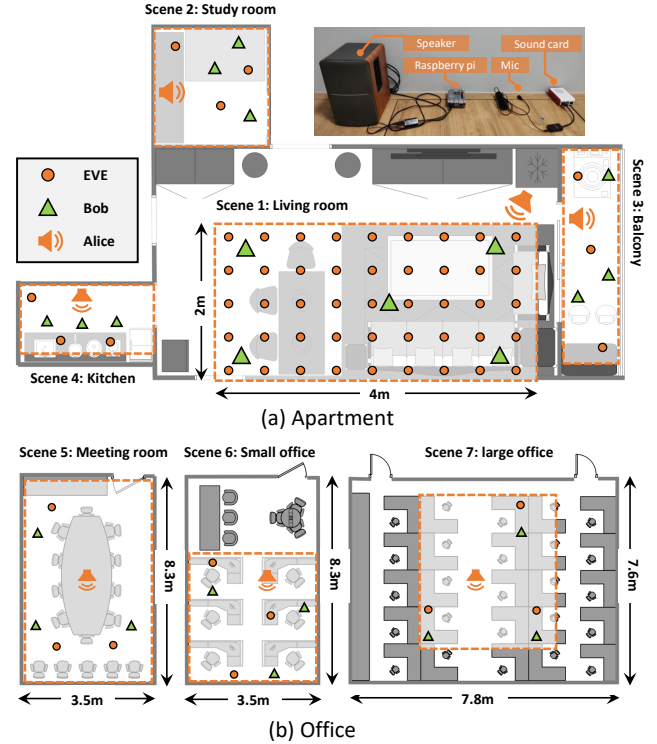 Scene 2: Study room
Speaker
Sound card
Raspberry pi
Mic
EVE
Bob
Alice
Scene 1: Living room
Scene 3: Balcony
2m
Scene 4: Kitchen
4m
(a) Apartment
Scene 5: Meeting room
Scene 6: Small office
Scene 7: large office
8.3m
8.3m
7.6m
3.5m
3.5m
7.8m
(b) Office